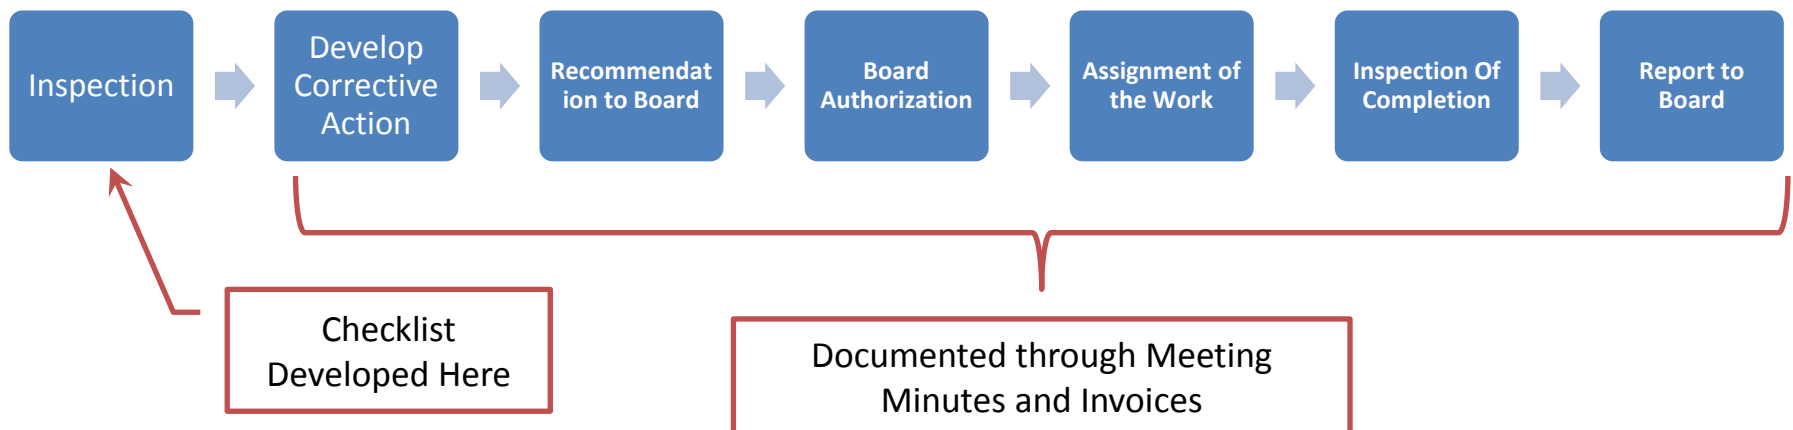 Inspection
Develop
Corrective
Action
Recommendat
ion to Board
Board
Authorization
Assignment of
the Work
Inspection Of
Completion
Report to
Board
Checklist
Developed Here
Documented through Meeting
Minutes and Invoices